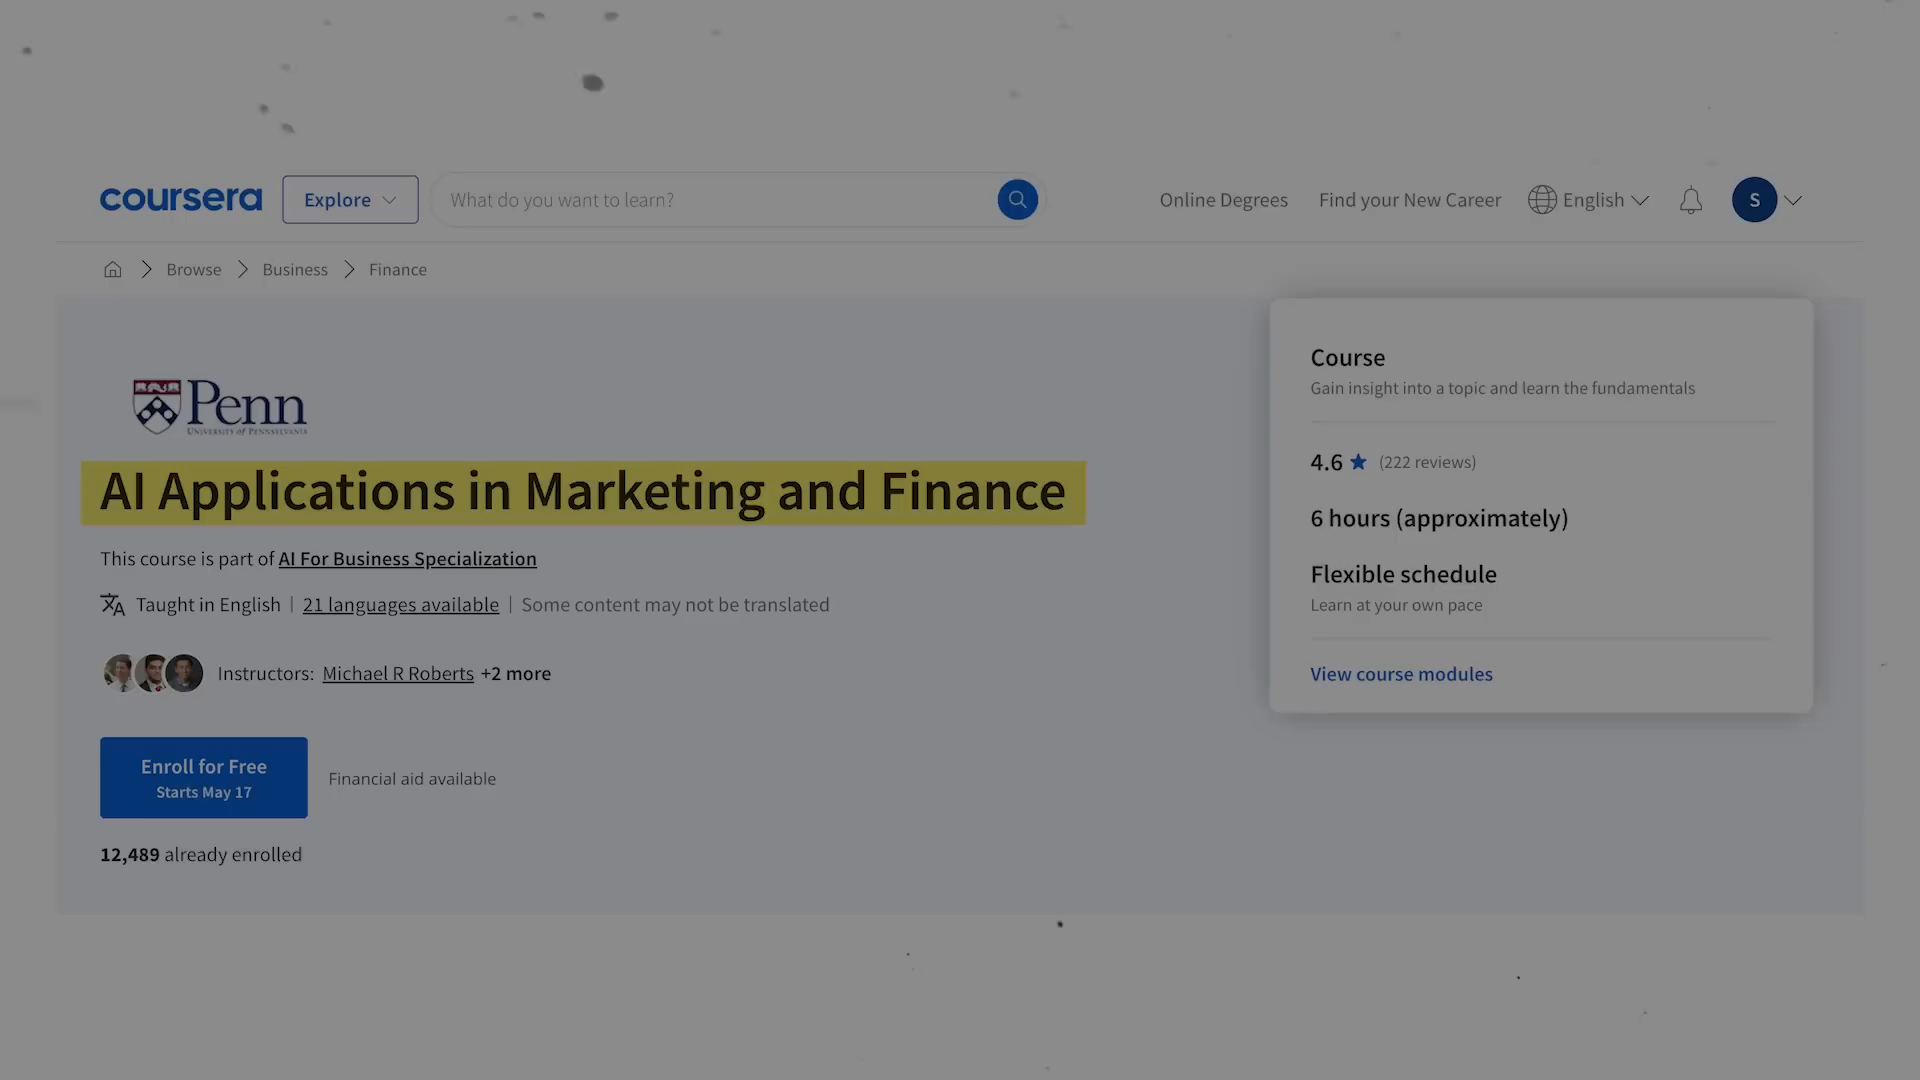 coursera
Explore
What do you want to learn?
Online Degrees
Find your New Career
English
S
Browse
Business
Finance
Penn
UNIVERSITY OF PENNSYLVANIA
AI Applications in Marketing and Finance
This course is part of AI For Business Specialization
Taught in English | 21 languages available | Some content may not be translated
Instructors: Michael R Roberts +2 more
Enroll for Free
Starts May 17
Financial aid available
12,489 already enrolled
Course
Gain insight into a topic and learn the fundamentals
4.6 ★ (222 reviews)
6 hours (approximately)
Flexible schedule
Learn at your own pace
View course modules